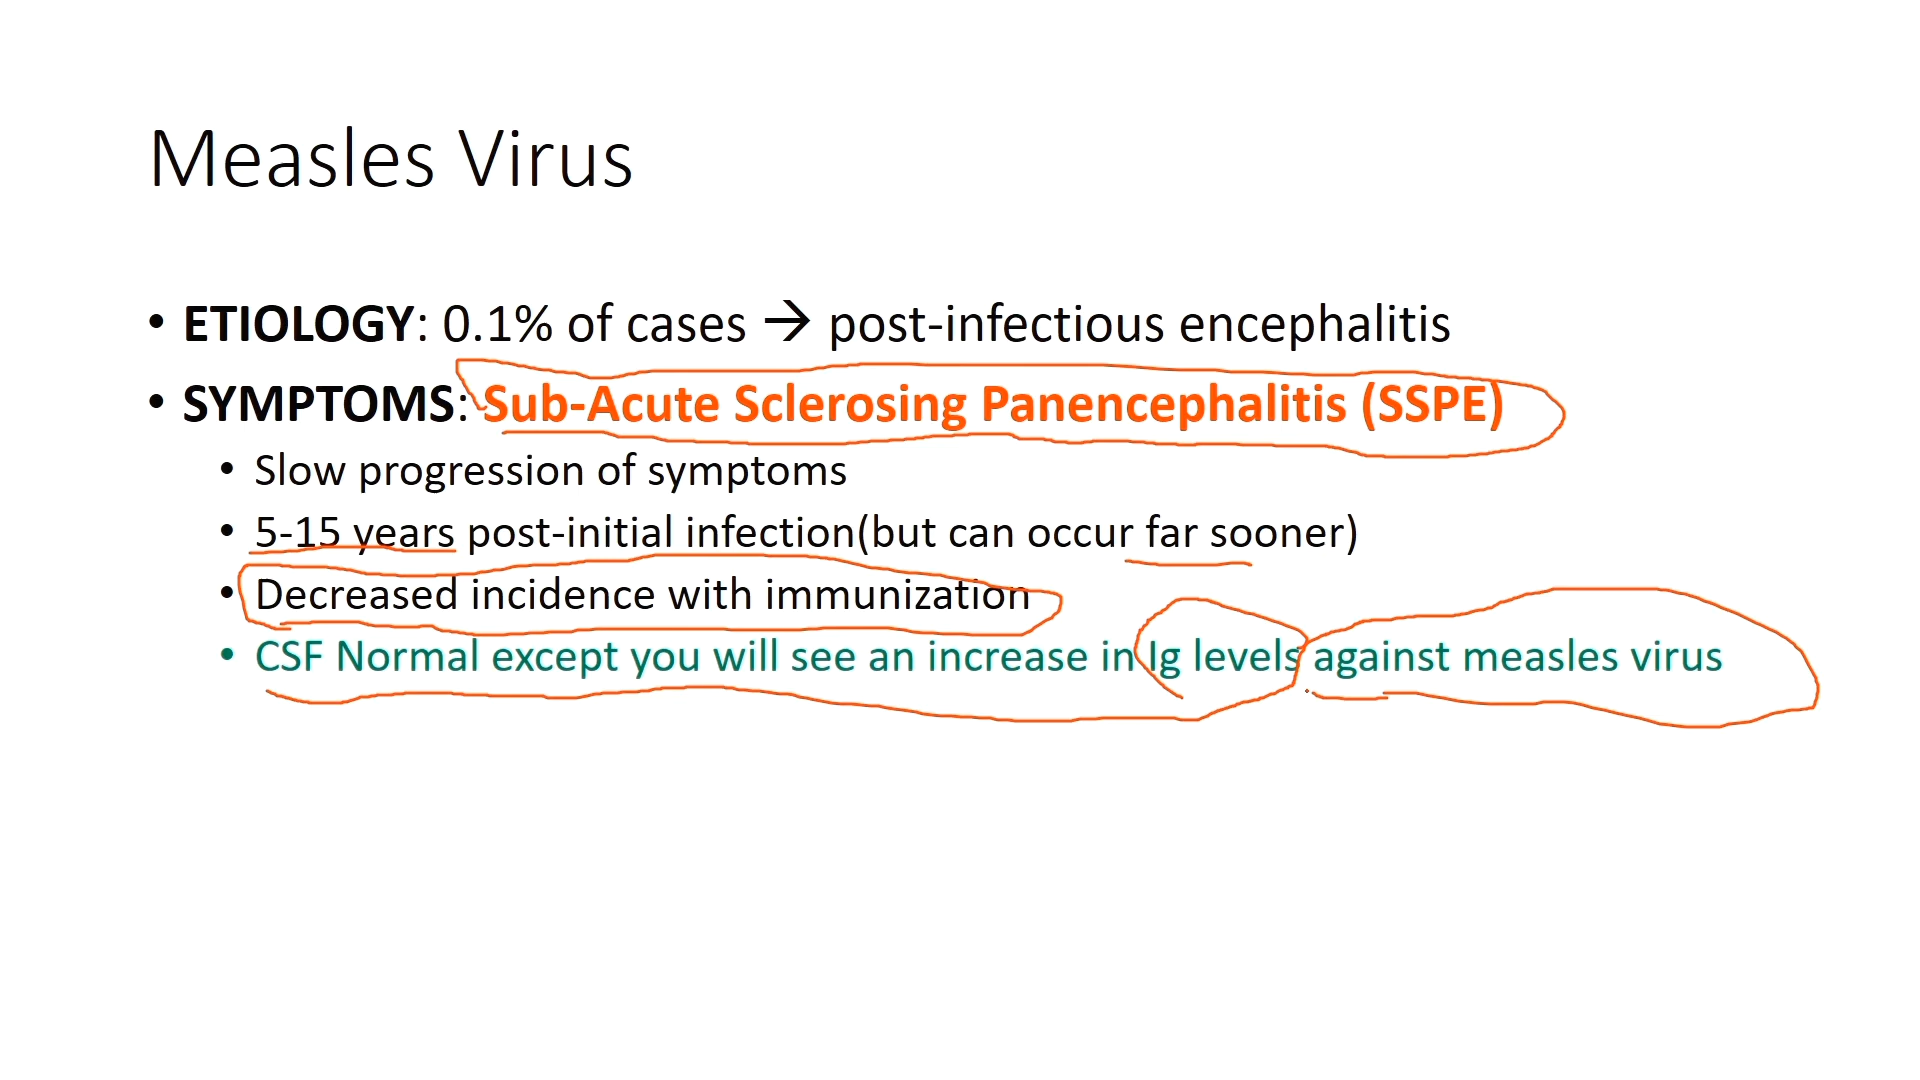 Measles Virus
• ETIOLOGY: 0.1% of cases → post-infectious encephalitis
• SYMPTOMS: Sub-Acute Sclerosing Panencephalitis (SSPE)
• Slow progression of symptoms
• 5-15 years post-initial infection(but can occur far sooner)
• Decreased incidence with immunization
• CSF Normal except you will see an increase in Ig levels against measles virus